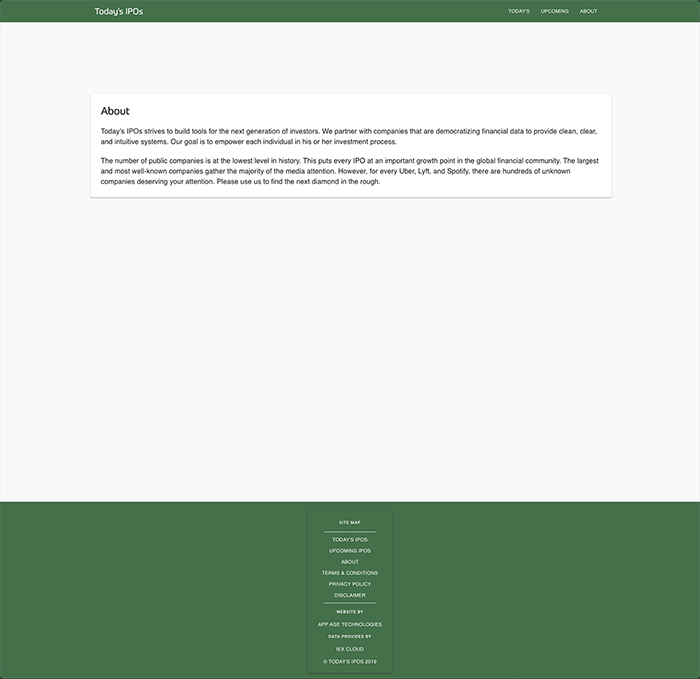 Today's IPOs
TODAY'S UPCOMING ABOUT
About
Today's IPOs strives to build tools for the next generation of investors. We partner with companies that are democratizing financial data to provide clean, clear,
and intuitive systems. Our goal is to empower each individual in his or her investment process.
The number of public companies is at the lowest level in history. This puts every IPO at an important growth point in the global financial community. The largest
and most well-known companies gather the majority of the media attention. However, for every Uber, Lyft, and Spotify, there are hundreds of unknown
companies deserving your attention. Please use us to find the next diamond in the rough.
SITE MAP
TODAY'S IPOS
UPCOMING IPOS
ABOUT
TERMS & CONDITIONS
PRIVACY POLICY
DISCLAIMER
WEBSITE BY
APP AGE TECHNOLOGIES
DATA PROVIDED BY
IEX CLOUD
© TODAY'S IPOS 2019